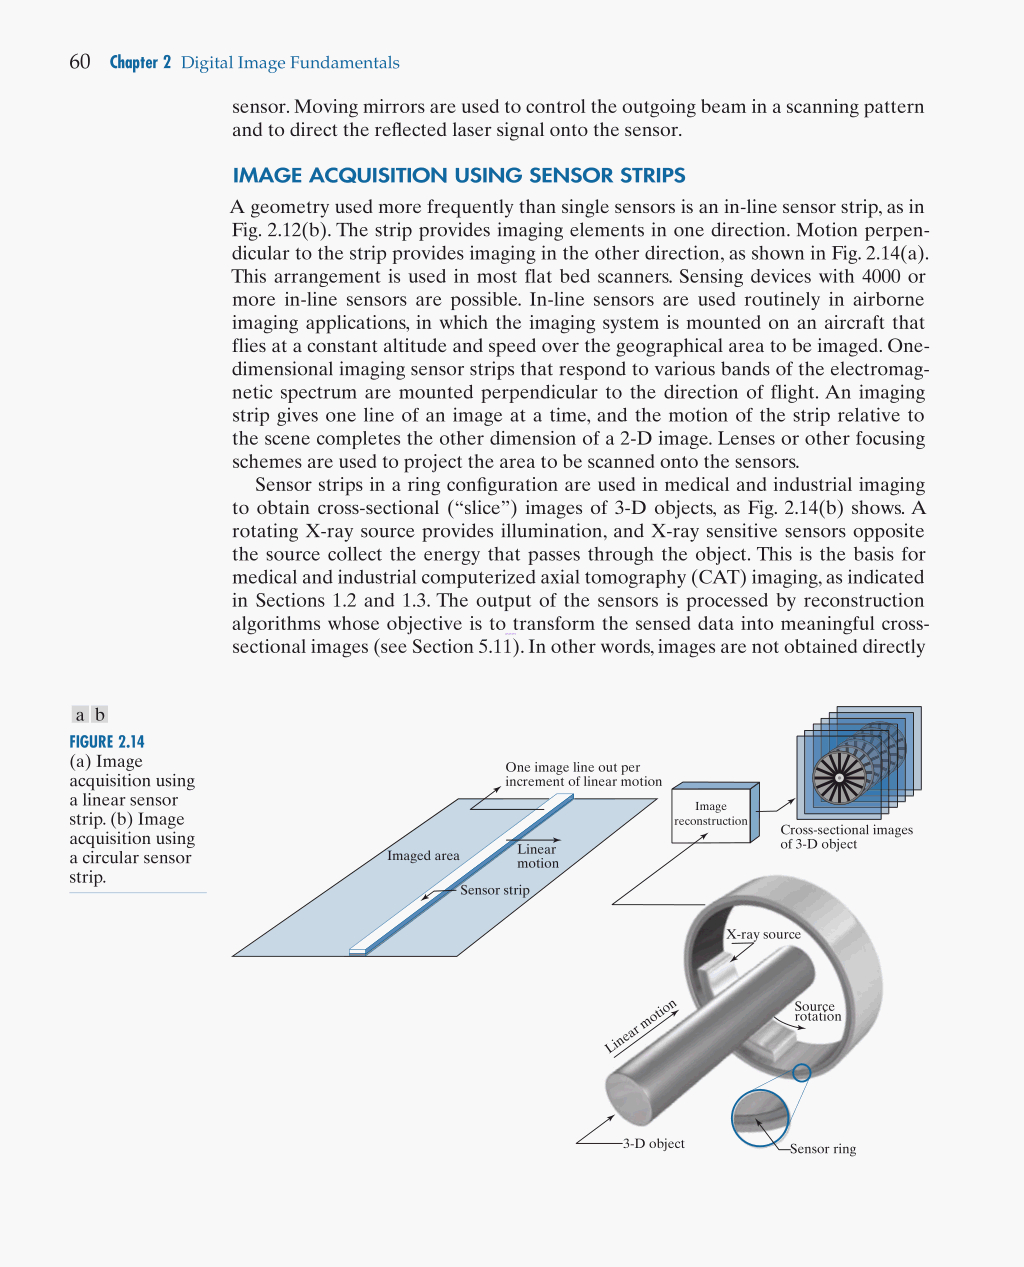 60 Chapter 2 Digital Image Fundamentals
sensor. Moving mirrors are used to control the outgoing beam in a scanning pattern
and to direct the reflected laser signal onto the sensor.
IMAGE ACQUISITION USING SENSOR STRIPS
A geometry used more frequently than single sensors is an in-line sensor strip, as in
Fig. 2.12(b). The strip provides imaging elements in one direction. Motion perpen-
dicular to the strip provides imaging in the other direction, as shown in Fig. 2.14(a).
This arrangement is used in most flat bed scanners. Sensing devices with 4000 or
more in-line sensors are possible. In-line sensors are used routinely in airborne
imaging applications, in which the imaging system is mounted on an aircraft that
flies at a constant altitude and speed over the geographical area to be imaged. One-
dimensional imaging sensor strips that respond to various bands of the electromag-
netic spectrum are mounted perpendicular to the direction of flight. An imaging
strip gives one line of an image at a time, and the motion of the strip relative to
the scene completes the other dimension of a 2-D image. Lenses or other focusing
schemes are used to project the area to be scanned onto the sensors.
Sensor strips in a ring configuration are used in medical and industrial imaging
to obtain cross-sectional (“slice”) images of 3-D objects, as Fig. 2.14(b) shows. A
rotating X-ray source provides illumination, and X-ray sensitive sensors opposite
the source collect the energy that passes through the object. This is the basis for
medical and industrial computerized axial tomography (CAT) imaging, as indicated
in Sections 1.2 and 1.3. The output of the sensors is processed by reconstruction
algorithms whose objective is to transform the sensed data into meaningful cross-
sectional images (see Section 5.11). In other words, images are not obtained directly
a b
FIGURE 2.14
(a) Image
acquisition using
a linear sensor
strip. (b) Image
acquisition using
a circular sensor
strip.
One image line out per
increment of linear motion
Imaged area
Linear
motion
Sensor strip
Image
reconstruction
Cross-sectional images
of 3-D object
X-ray source
Source
rotation
Linear motion
3-D object
Sensor ring